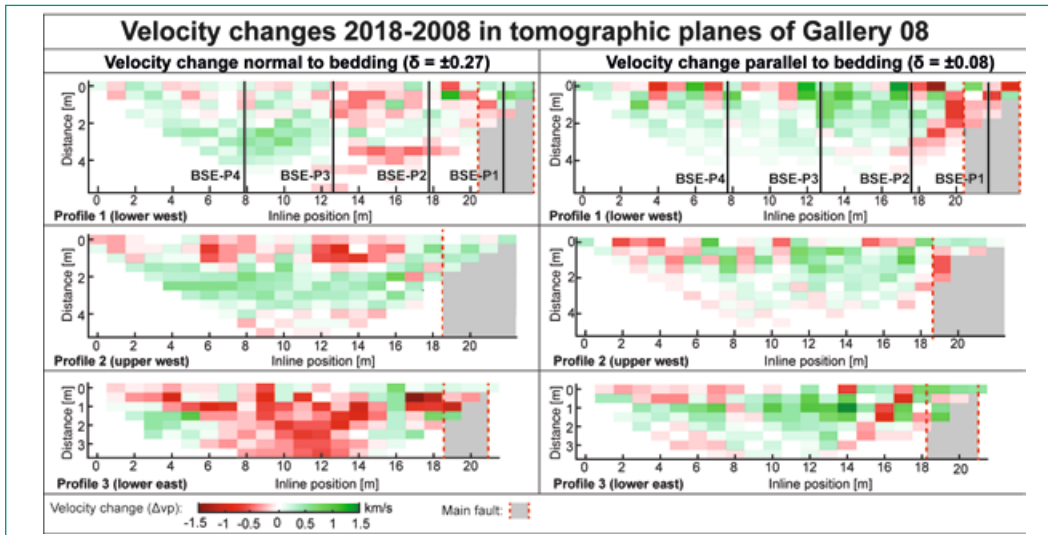 Velocity changes 2018-2008 in tomographic planes of Gallery 08
Velocity change normal to bedding (δ = ±0.27)
Velocity change parallel to bedding (δ = ±0.08)
Distance [m]
0
2
4
BSE-P4
BSE-P3
BSE-P2
BSE-P1
0 2 4 6 8 10 12 14 16 18 20
Profile 1 (lower west)
Inline position [m]
Distance [m]
0
2
4
BSE-P4
BSE-P3
BSE-P2
BSE-P1
0 2 4 6 8 10 12 14 16 18 20
Profile 1 (lower west)
Inline position [m]
Distance [m]
0
2
4
0 2 4 6 8 10 12 14 16 18 20
Profile 2 (upper west)
Inline position [m]
Distance [m]
0
2
4
0 2 4 6 8 10 12 14 16 18 20
Profile 2 (upper west)
Inline position [m]
Distance [m]
0
1
2
3
0 2 4 6 8 10 12 14 16 18 20
Profile 3 (lower east)
Inline position [m]
Distance [m]
0
1
2
3
0 2 4 6 8 10 12 14 16 18 20
Profile 3 (lower east)
Inline position [m]
Velocity change (Δvp):
km/s
-1.5 -1 -0.5 0 0.5 1 1.5
Main fault: